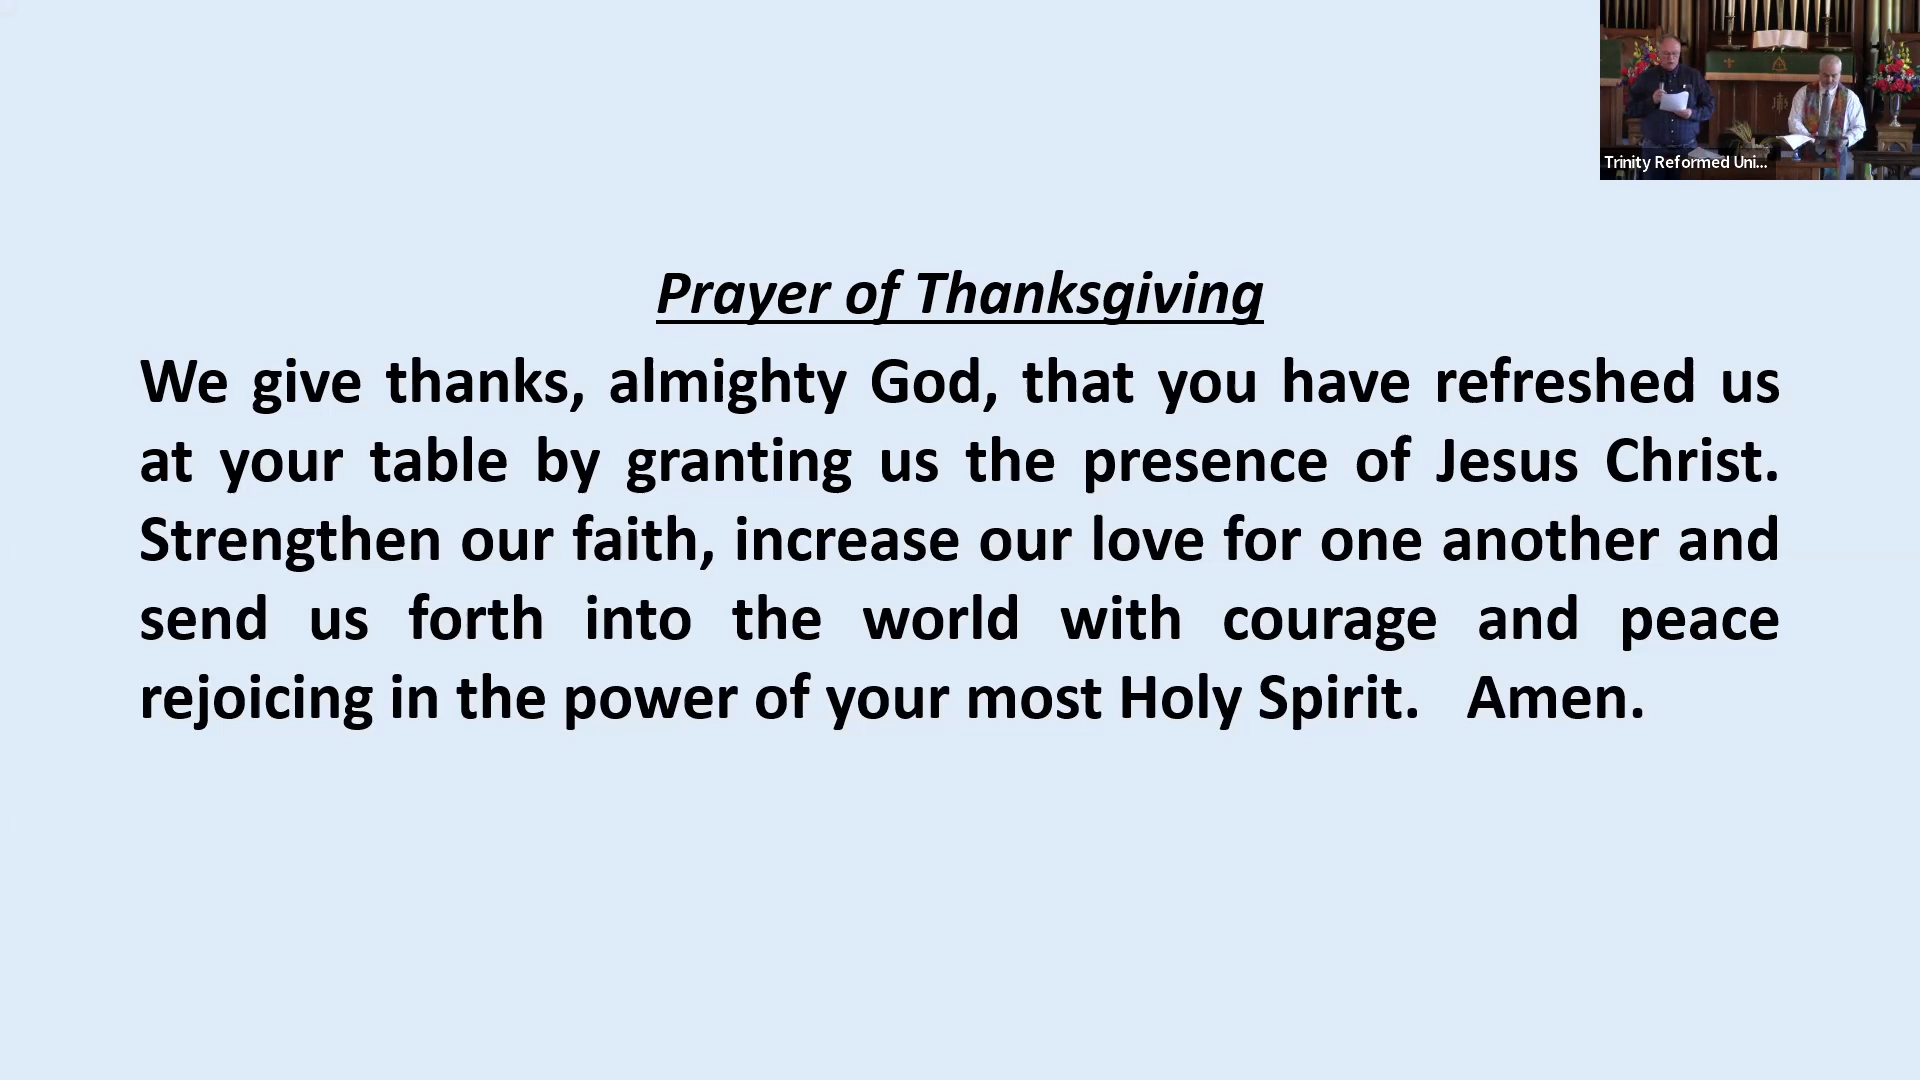 Trinity Reformed Uni...
Prayer of Thanksgiving
We give thanks, almighty God, that you have refreshed us
at your table by granting us the presence of Jesus Christ.
Strengthen our faith, increase our love for one another and
send us forth into the world with courage and peace
rejoicing in the power of your most Holy Spirit.   Amen.